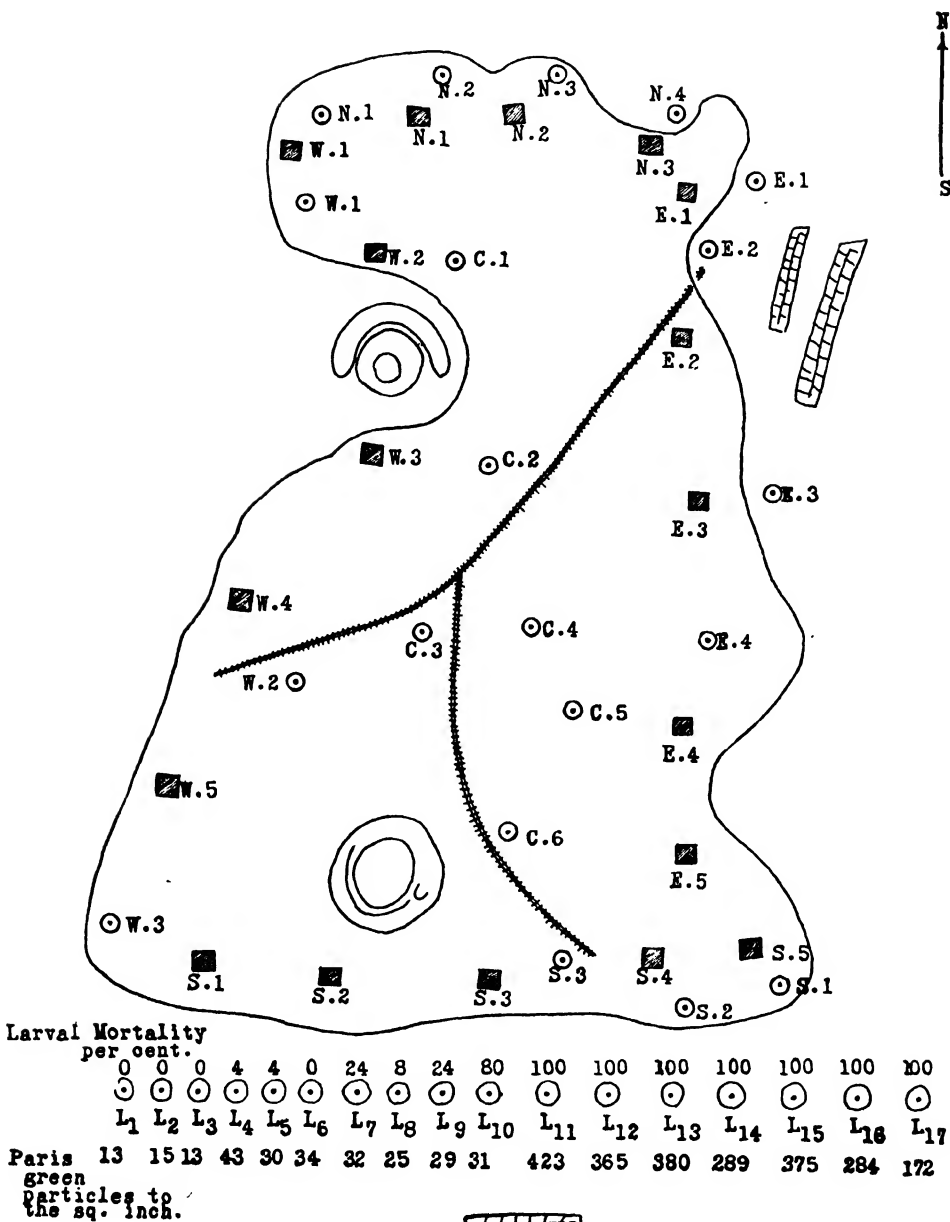 N
S
N.2 N.3
N.1 N.4
N.1 N.2
W.1 N.3
E.1
W.1 E.1
W.2 C.1 E.2
E.2
W.3 C.2
E.3
E.3
W.4
C.3 C.4 E.4
W.2
C.5
E.4
W.5
C.6
E.5
W.3
S.1 S.2 S.3 S.3 S.4 S.5
S.1
S.2
Larval Mortality
per cent.
0 0 0 4 4 0 24 8 24 80 100 100 100 100 100 100 100
L1 L2 L3 L4 L5 L6 L7 L8 L9 L10 L11 L12 L13 L14 L15 L16 L17
Paris 13 15 13 43 30 34 32 25 29 31 423 365 380 289 375 284 172
green
particles to
the sq. inch.